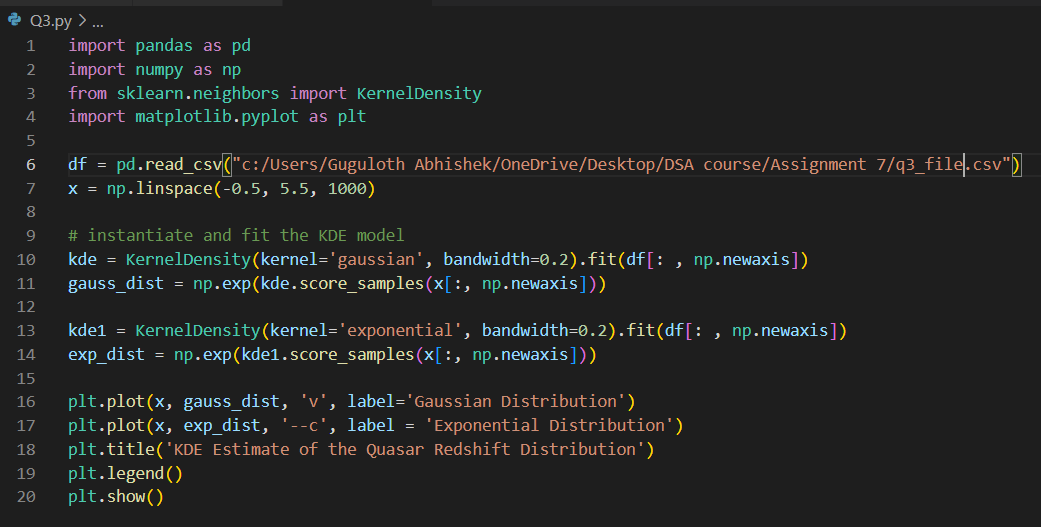 Q3.py > ...
1 import pandas as pd
2 import numpy as np
3 from sklearn.neighbors import KernelDensity
4 import matplotlib.pyplot as plt
5
6 df = pd.read_csv("c:/Users/Guguloth Abhishek/OneDrive/Desktop/DSA course/Assignment 7/q3_file.csv")
7 x = np.linspace(-0.5, 5.5, 1000)
8
9 # instantiate and fit the KDE model
10 kde = KernelDensity(kernel='gaussian', bandwidth=0.2).fit(df[: , np.newaxis])
11 gauss_dist = np.exp(kde.score_samples(x[:, np.newaxis]))
12
13 kde1 = KernelDensity(kernel='exponential', bandwidth=0.2).fit(df[: , np.newaxis])
14 exp_dist = np.exp(kde1.score_samples(x[:, np.newaxis]))
15
16 plt.plot(x, gauss_dist, 'v', label='Gaussian Distribution')
17 plt.plot(x, exp_dist, '--c', label = 'Exponential Distribution')
18 plt.title('KDE Estimate of the Quasar Redshift Distribution')
19 plt.legend()
20 plt.show()